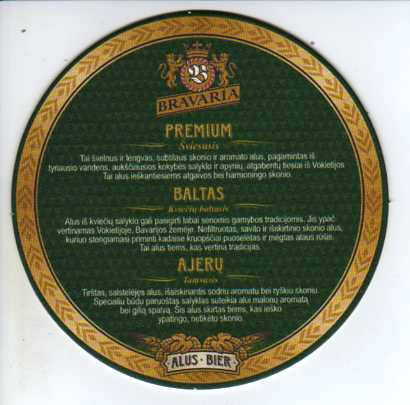 B
BRAVARIA
PREMIUM
Šviesusis
Tai švelnus ir lengvas, subtilaus skonio ir aromato alus, pagamintas iš
tyriausio vandens, aukščiausios kokybės salyklo ir apynių, atgabentų tiesiai iš Vokietijos.
Tai alus ieškantiesiems atgaivos bei harmoningo skonio.
BALTAS
Kviečių baltasis
Alus iš kviečių salyklo gali pasigirti labai senomis gamybos tradicijomis. Jis ypač
vertinamas Vokietijoje, Bavarijos žemėje. Nefiltruotas, savito ir išskirtinio skonio alus,
kuriuo stengiamasi priminti kadaise kruopščiai puoselėtas ir mėgtas alaus rūšis.
Tai alus tiems, kas vertina tradicijas.
AJERŲ
Tamsusis
Tirštas, salstelėjęs alus, išsiskiriantis sodriu aromatu bei ryškiu skoniu.
Specialiu būdu paruoštas salyklas suteikia alui malonų aromatą
bei gilią spalvą. Šis alus skirtas tiems, kas ieško
ypatingo, netikėto skonio.
ALUS · BIER